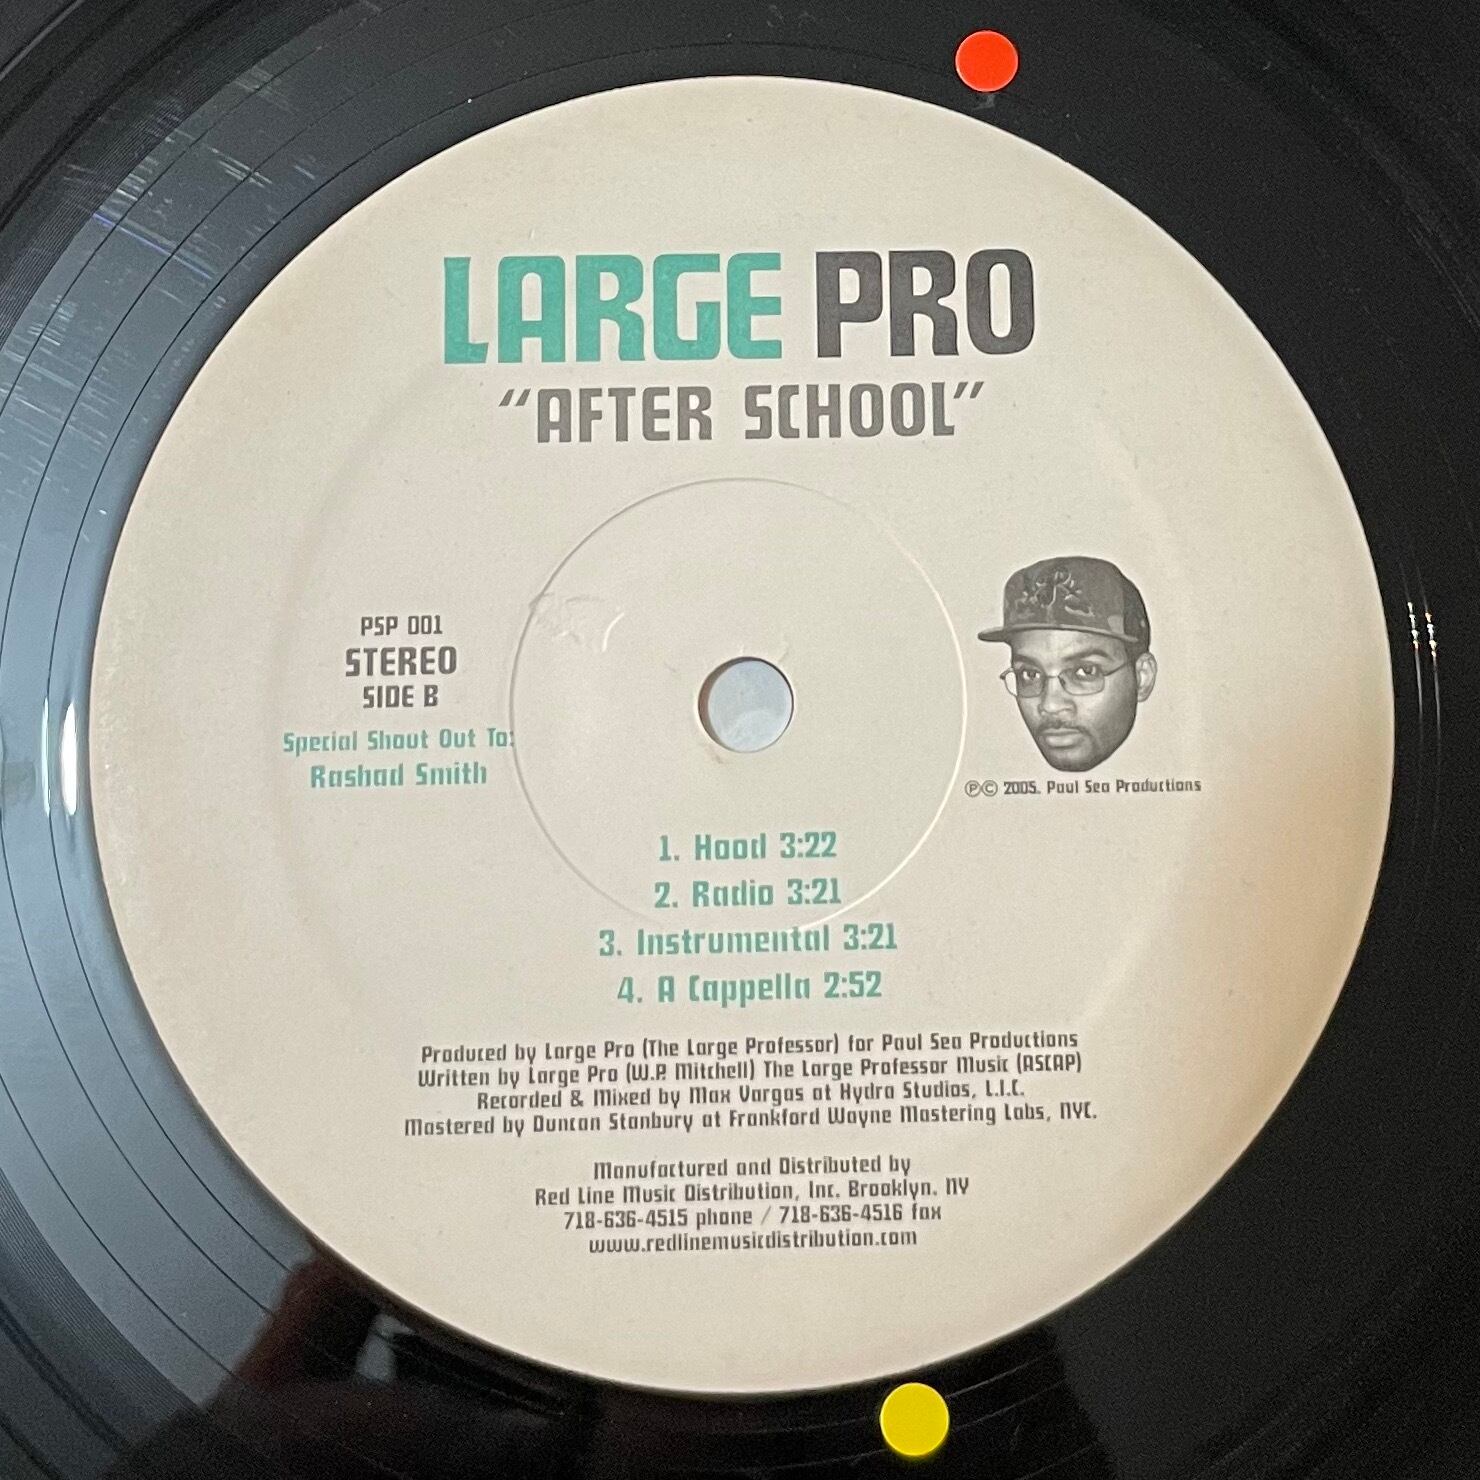 LARGE PRO
"AFTER SCHOOL"
PSP 001
STEREO
SIDE B
Special Shout Out To:
Rashad Smith
℗© 2005. Paul Sea Productions
1. Hood 3:22
2. Radio 3:21
3. Instrumental 3:21
4. A Cappella 2:52
Produced by Large Pro (The Large Professor) for Paul Sea Productions
Written by Large Pro (W.P. Mitchell) The Large Professor Music (ASCAP)
Recorded & Mixed by Max Vargas at Hydra Studios, L.I.C.
Mastered by Duncan Stanbury at Frankford Wayne Mastering Labs, NYC.
Manufactured and Distributed by
Red Line Music Distribution, Inc. Brooklyn. NY
718-636-4515 phone / 718-636-4516 fax
www.redlinemusicdistribution.com